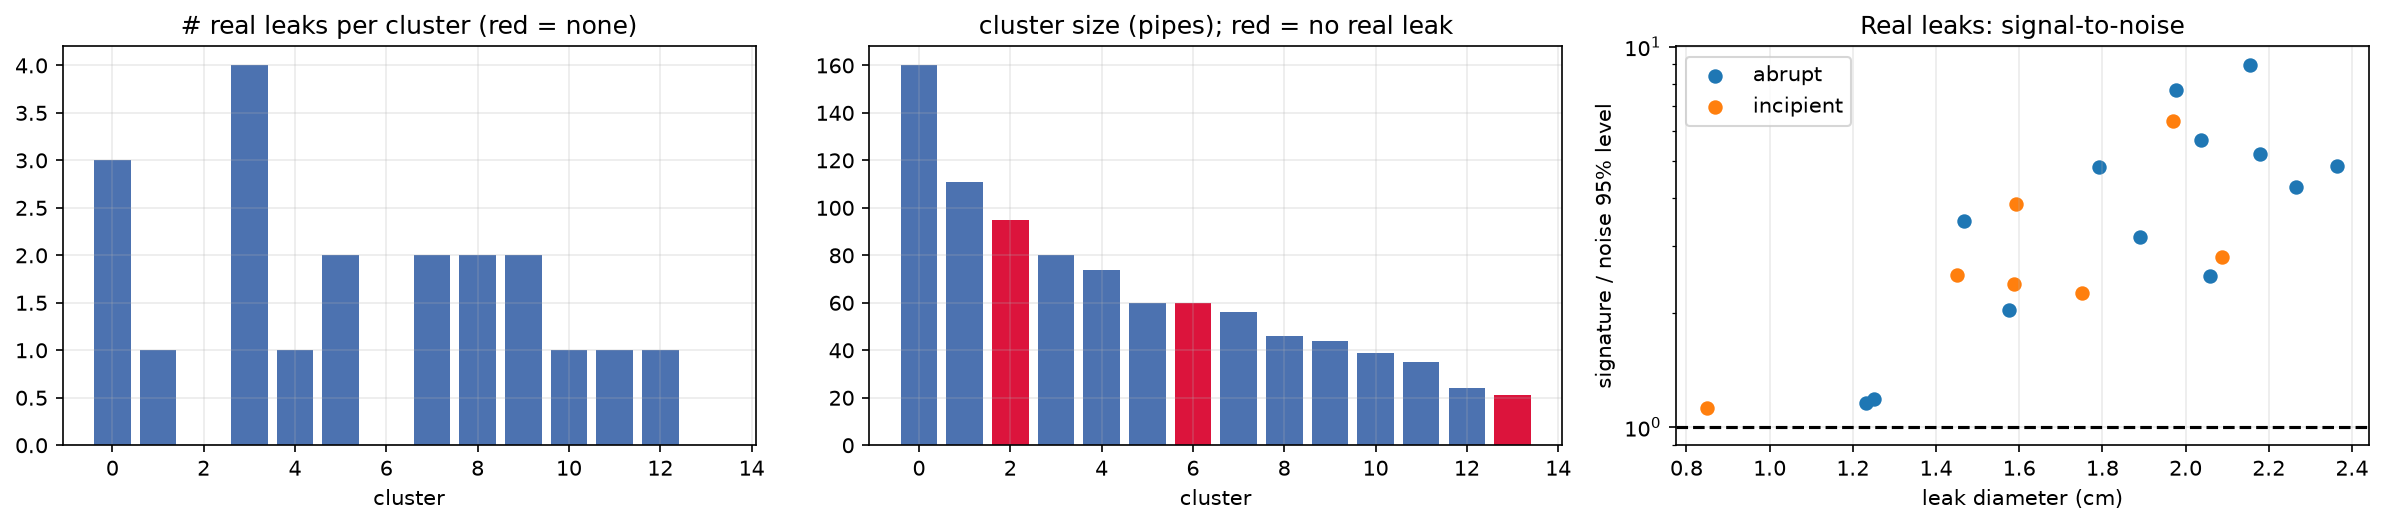 # real leaks per cluster (red = none)
4.0
3.5
3.0
2.5
2.0
1.5
1.0
0.5
0.0
0 2 4 6 8 10 12 14
cluster
cluster size (pipes); red = no real leak
160
140
120
100
80
60
40
20
0
0 2 4 6 8 10 12 14
cluster
Real leaks: signal-to-noise
abrupt
incipient
signature / noise 95% level
10¹
10⁰
0.8 1.0 1.2 1.4 1.6 1.8 2.0 2.2 2.4
leak diameter (cm)